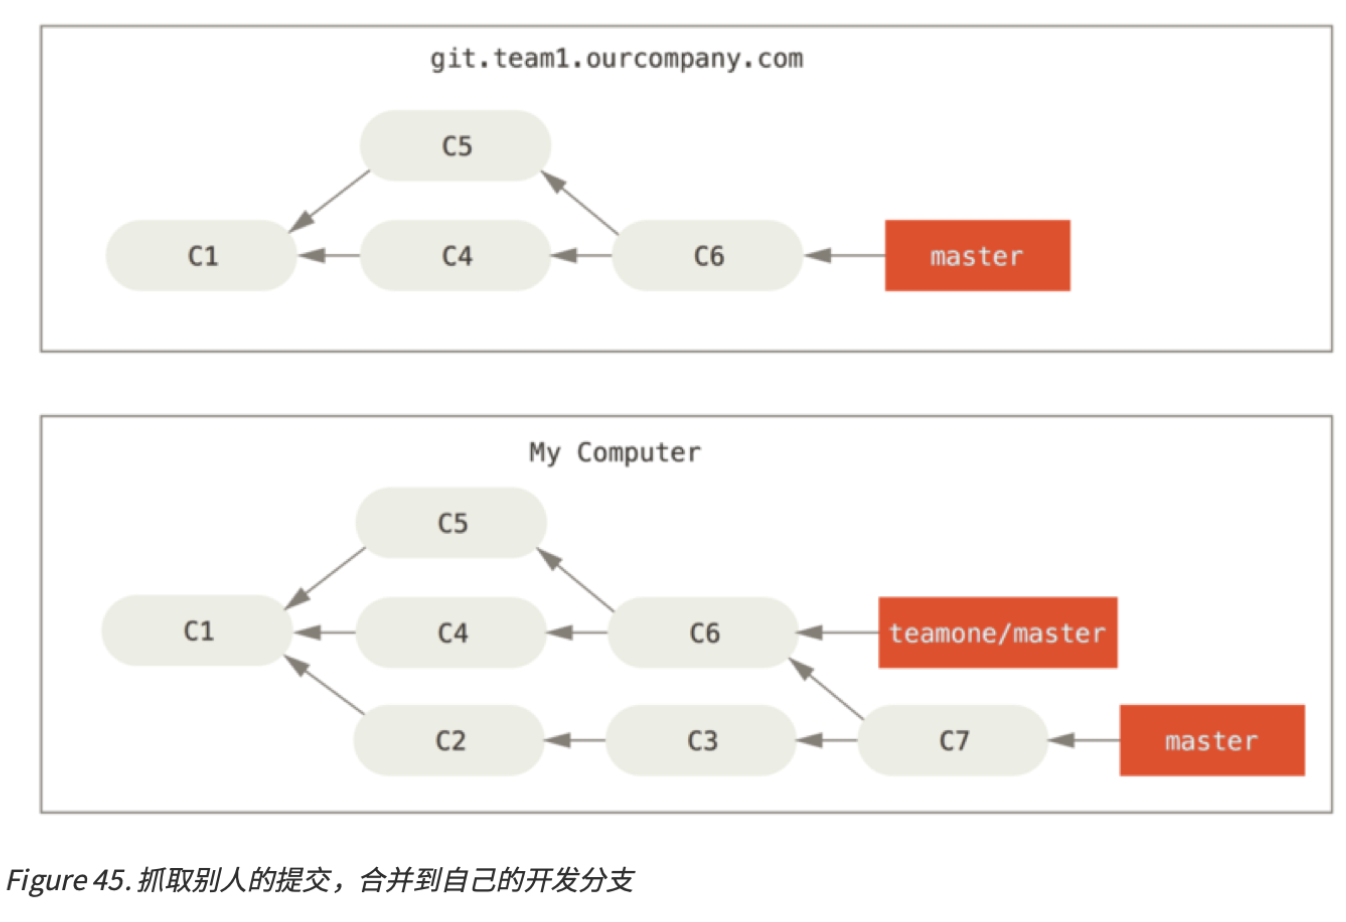 git.team1.ourcompany.com
C5
C1
C4
C6
master
My Computer
C5
C1
C4
C6
teamone/master
C2
C3
C7
master
Figure 45. 抓取别人的提交，合并到自己的开发分支